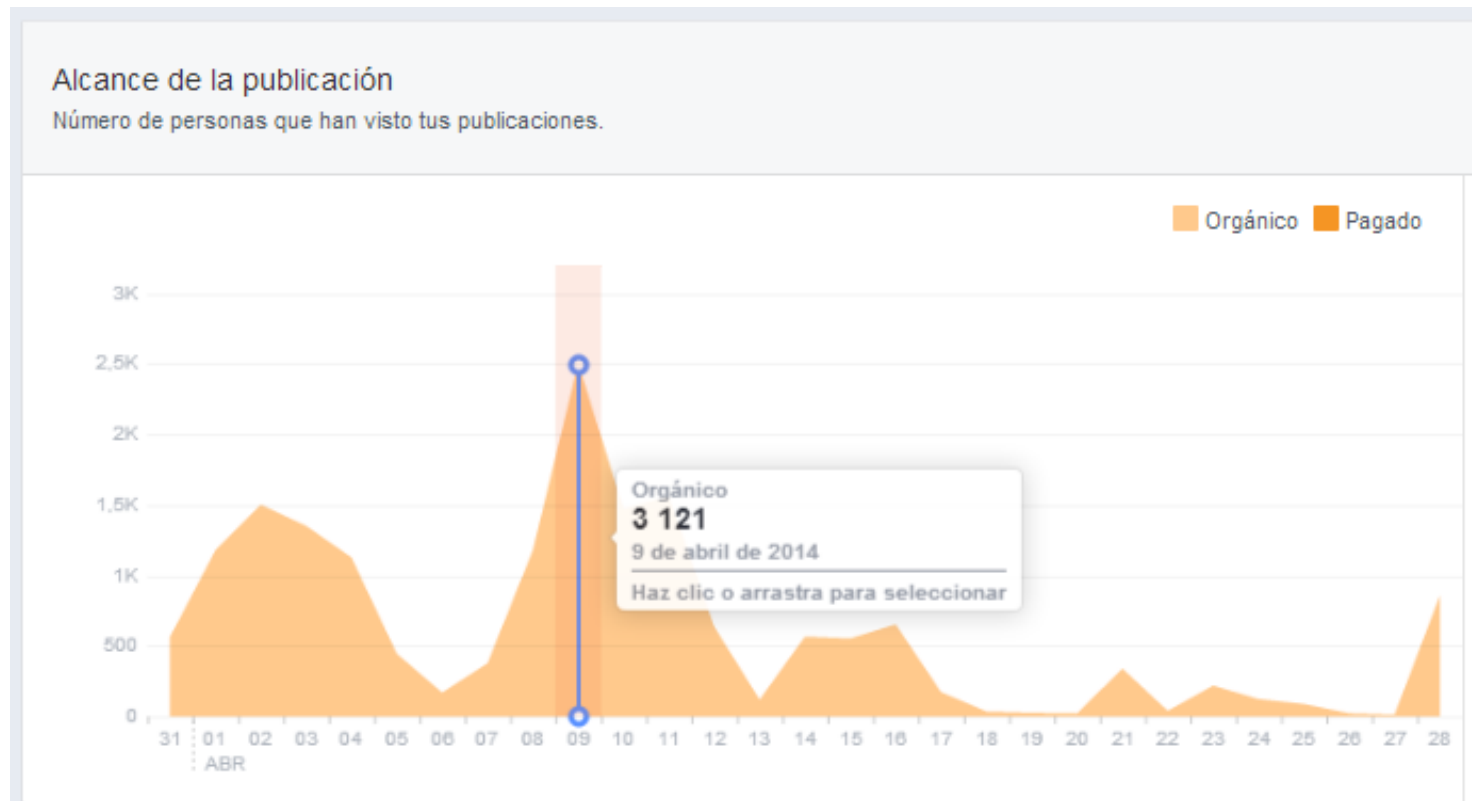 Alcance de la publicación
Número de personas que han visto tus publicaciones.
Orgánico Pagado
3K
2,5K
2K
1,5K
1K
500
0
Orgánico
3 121
9 de abril de 2014
Haz clic o arrastra para seleccionar
31 01 02 03 04 05 06 07 08 09 10 11 12 13 14 15 16 17 18 19 20 21 22 23 24 25 26 27 28
ABR